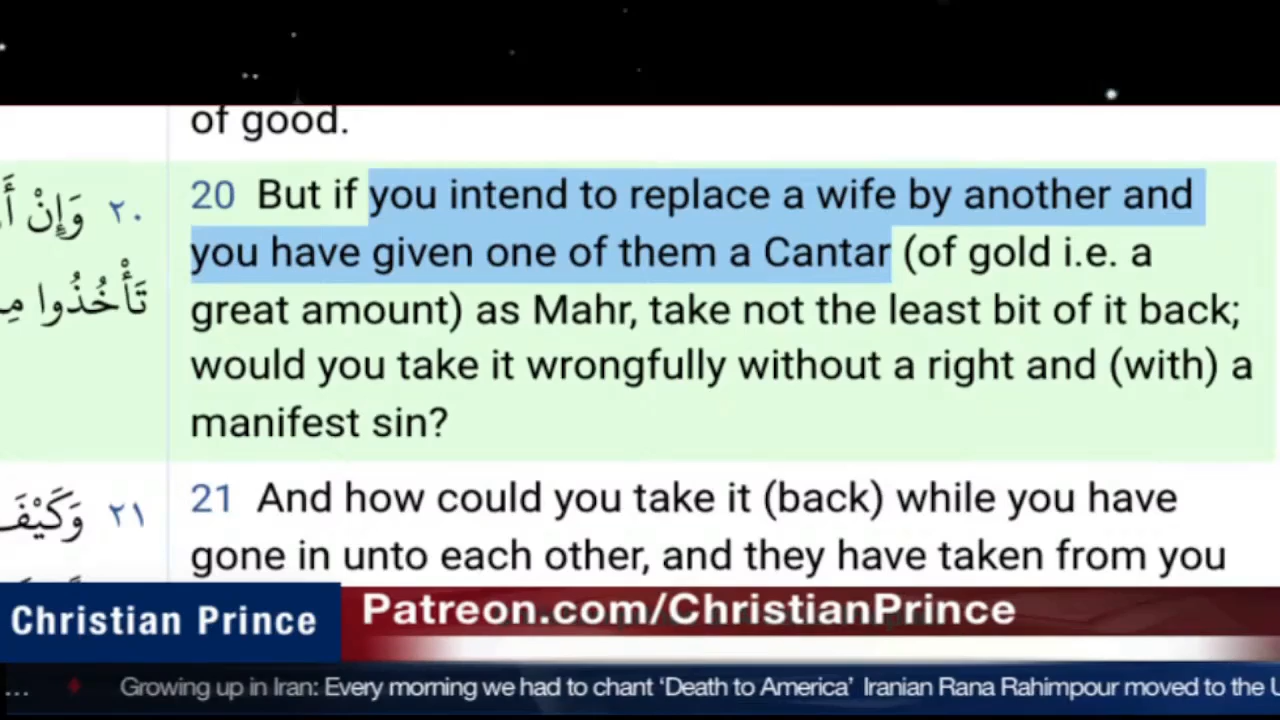 of good.
20 But if you intend to replace a wife by another and
you have given one of them a Cantar (of gold i.e. a
great amount) as Mahr, take not the least bit of it back;
would you take it wrongfully without a right and (with) a
manifest sin?
٢٠ وَإِنْ أَ
تَأْخُذُوا مِ
21 And how could you take it (back) while you have
gone in unto each other, and they have taken from you
٢١ وَكَيْفَ
Christian Prince
Patreon.com/ChristianPrince
... Growing up in Iran: Every morning we had to chant ‘Death to America’ Iranian Rana Rahimpour moved to the U